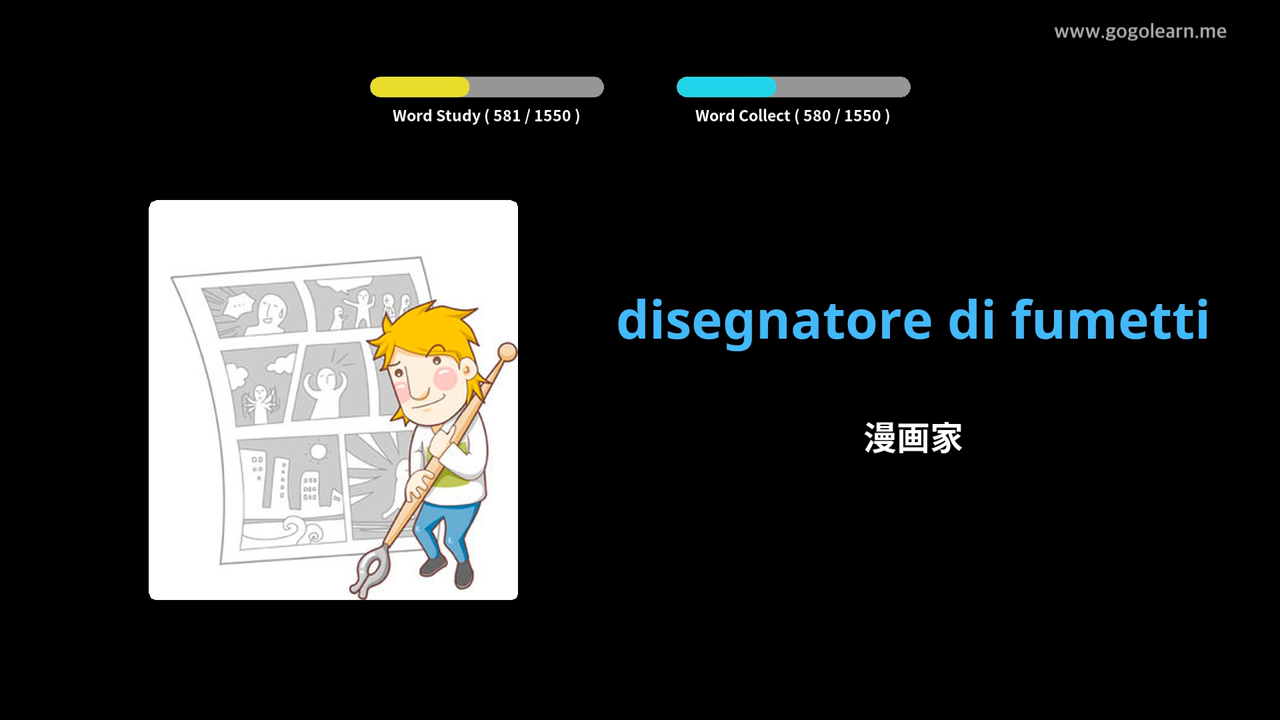 www.gogolearn.me
Word Study ( 581 / 1550 )
Word Collect ( 580 / 1550 )
disegnatore di fumetti
漫画家